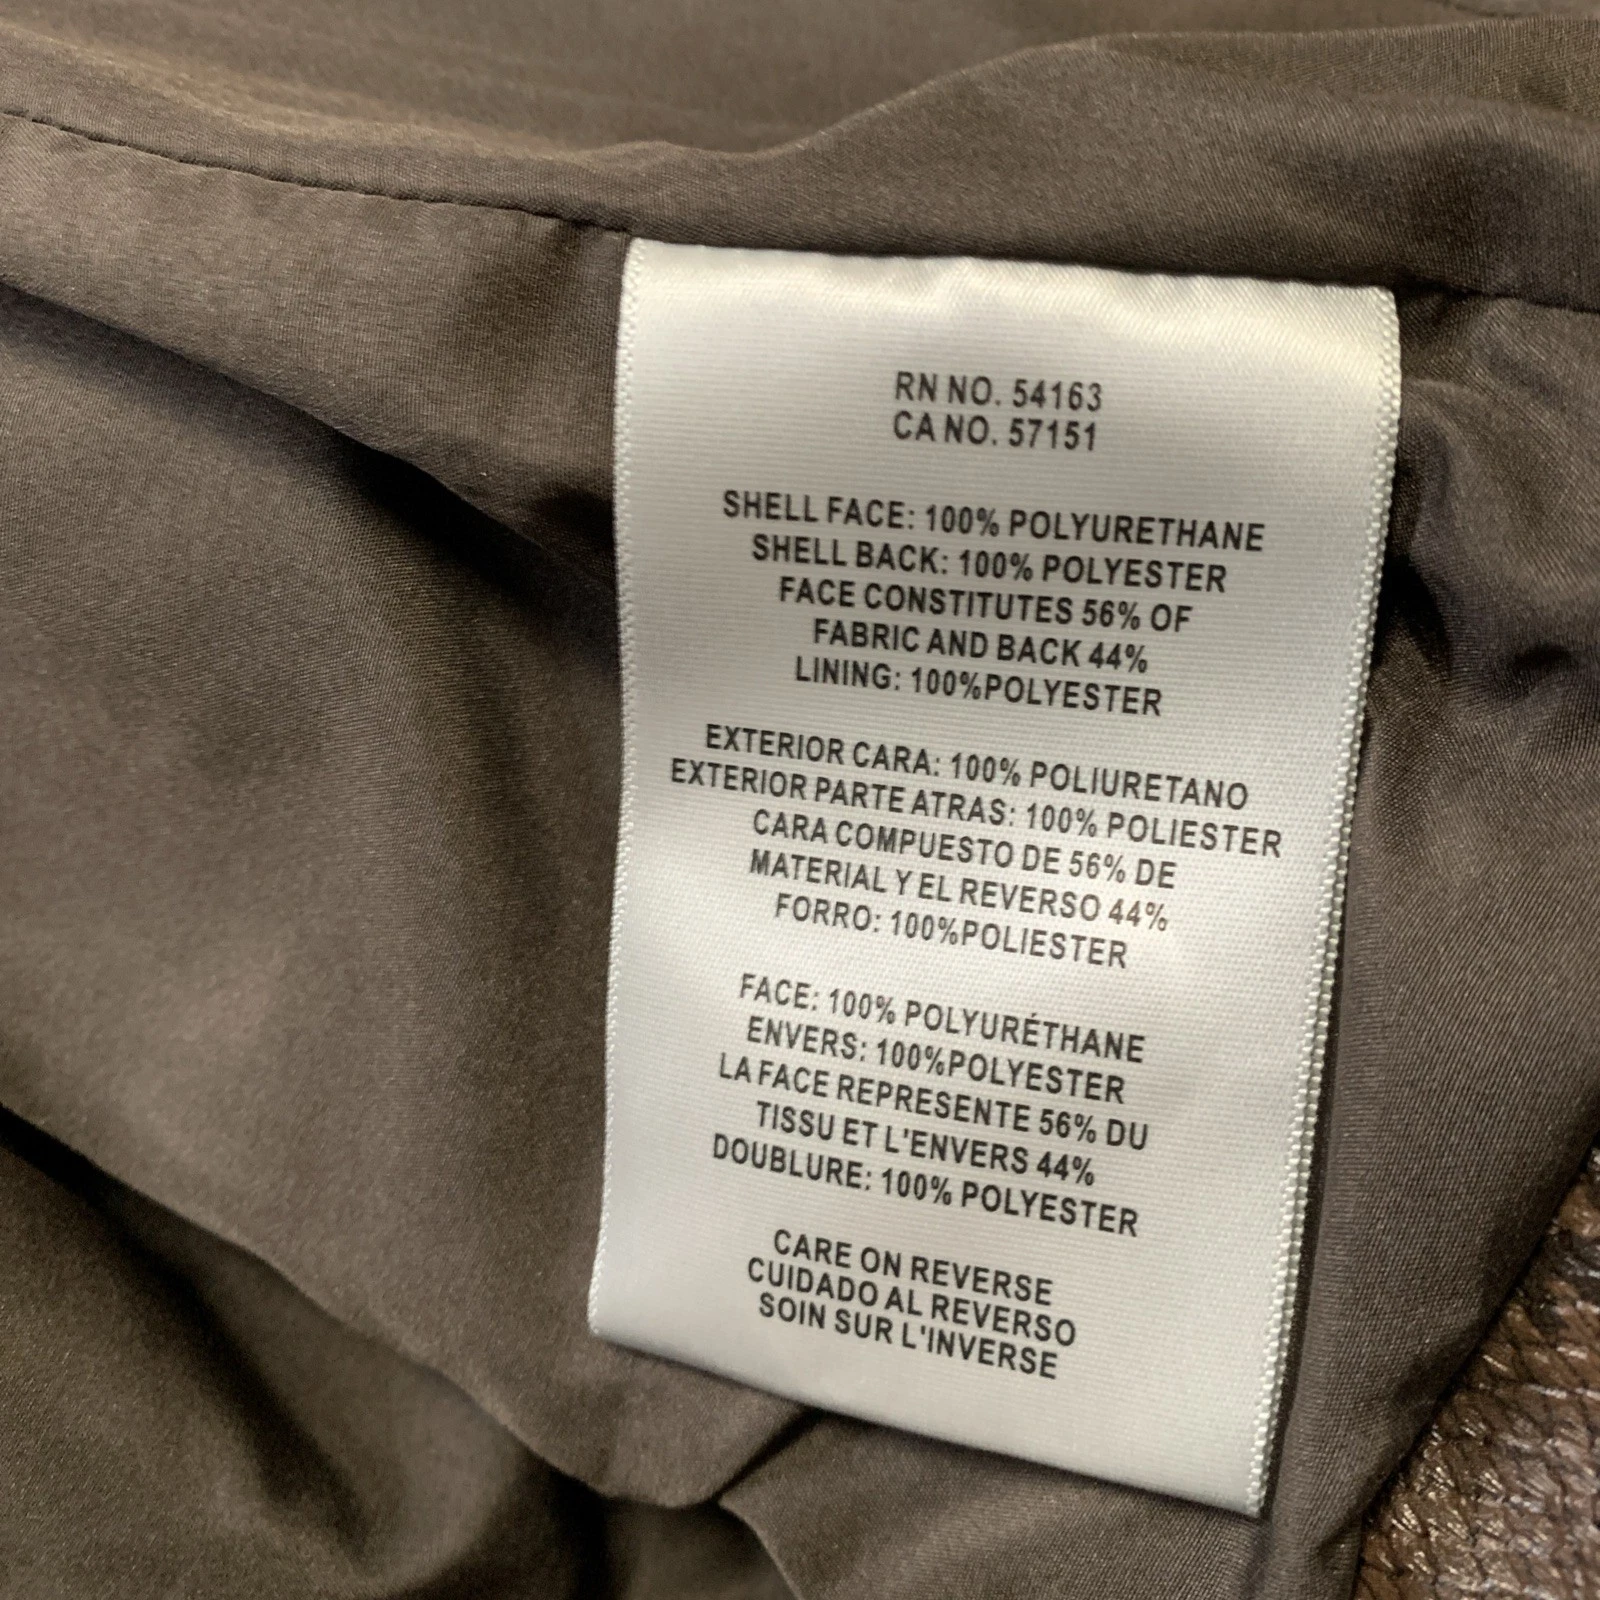 RN NO. 54163
CA NO. 57151
SHELL FACE: 100% POLYURETHANE
SHELL BACK: 100% POLYESTER
FACE CONSTITUTES 56% OF
FABRIC AND BACK 44%
LINING: 100%POLYESTER
EXTERIOR CARA: 100% POLIURETANO
EXTERIOR PARTE ATRAS: 100% POLIESTER
CARA COMPUESTO DE 56% DE
MATERIAL Y EL REVERSO 44%
FORRO: 100%POLIESTER
FACE: 100% POLYURÉTHANE
ENVERS: 100%POLYESTER
LA FACE REPRESENTE 56% DU
TISSU ET L'ENVERS 44%
DOUBLURE: 100% POLYESTER
CARE ON REVERSE
CUIDADO AL REVERSO
SOIN SUR L'INVERSE